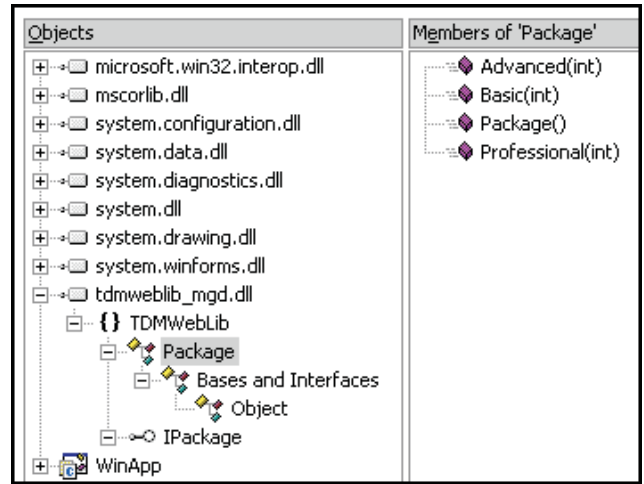 Objects
microsoft.win32.interop.dll
mscorlib.dll
system.configuration.dll
system.data.dll
system.diagnostics.dll
system.dll
system.drawing.dll
system.winforms.dll
tdmweblib_mgd.dll
{} TDMWebLib
Package
Bases and Interfaces
Object
IPackage
WinApp
Members of 'Package'
Advanced(int)
Basic(int)
Package()
Professional(int)